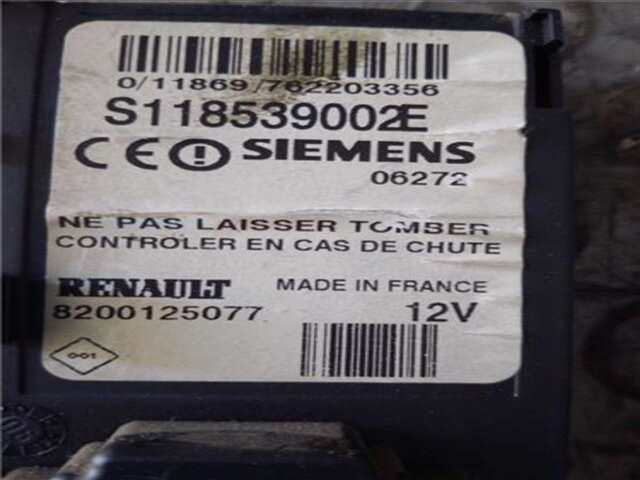 0/11869/762203356
S118539002E
CE ! SIEMENS
06272
NE PAS LAISSER TOMBER
CONTROLER EN CAS DE CHUTE
RENAULT MADE IN FRANCE
8200125077 12V
001